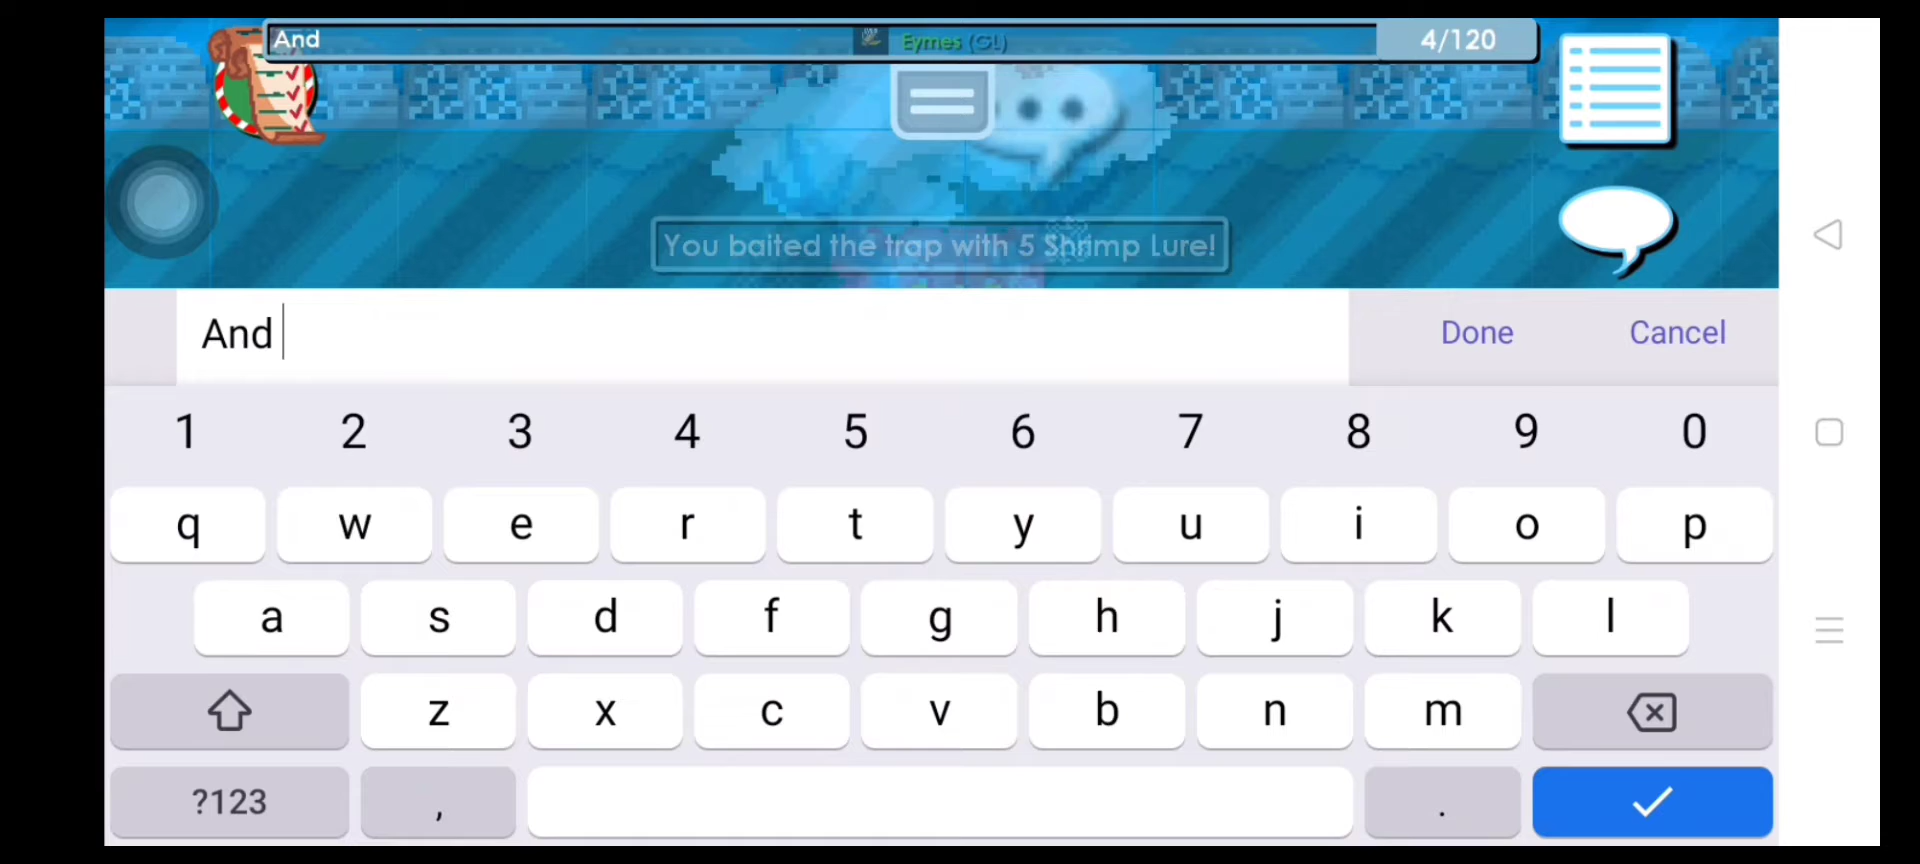 And
4/120
Eymes (GL)
You baited the trap with 5 Shrimp Lure!
And
Done
Cancel
1 2 3 4 5 6 7 8 9 0
q w e r t y u i o p
a s d f g h j k l
z x c v b n m
?123 , .